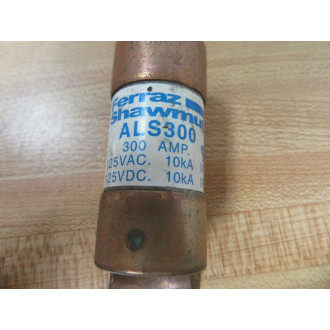 Ferraz
Shawmut
ALS300
300 AMP.
125VAC. 10kA
125VDC. 10kA